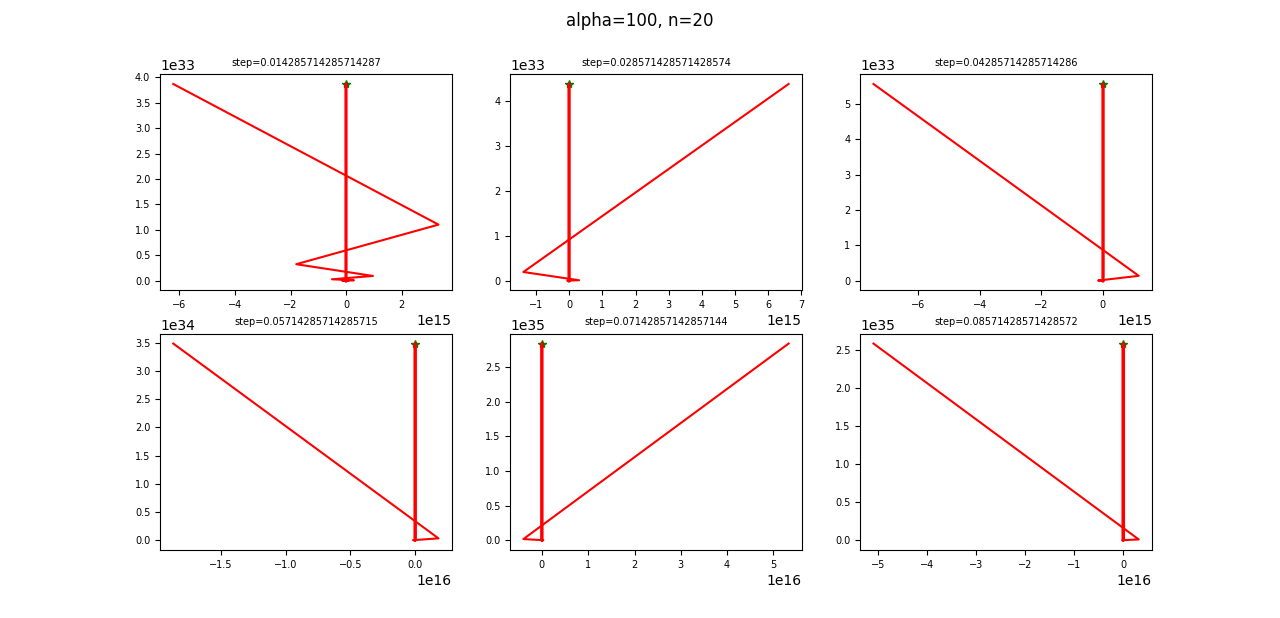 alpha=100, n=20
1e33
step=0.014285714285714287
4.0
3.5
3.0
2.5
2.0
1.5
1.0
0.5
0.0
−6 −4 −2 0 2
1e15
1e33
step=0.028571428571428574
4
3
2
1
0
−1 0 1 2 3 4 5 6 7
1e15
1e33
step=0.04285714285714286
5
4
3
2
1
0
−6 −4 −2 0
1e15
1e34
step=0.05714285714285715
3.5
3.0
2.5
2.0
1.5
1.0
0.5
0.0
−1.5 −1.0 −0.5 0.0
1e16
1e35
step=0.07142857142857144
2.5
2.0
1.5
1.0
0.5
0.0
0 1 2 3 4 5
1e16
1e35
step=0.08571428571428572
2.5
2.0
1.5
1.0
0.5
0.0
−5 −4 −3 −2 −1 0
1e16